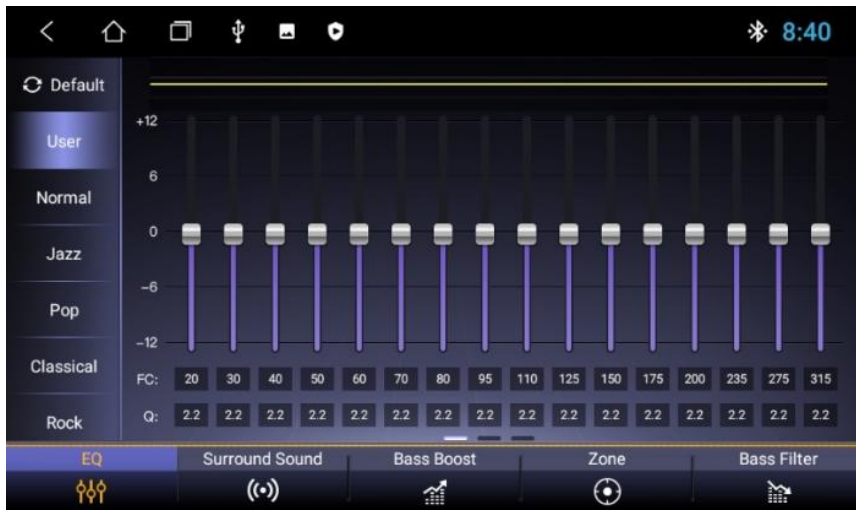 8:40
Default
User
Normal
Jazz
Pop
Classical
Rock
+12
6
0
−6
−12
FC: 20 30 40 50 60 70 80 95 110 125 150 175 200 235 275 315
Q: 2.2 2.2 2.2 2.2 2.2 2.2 2.2 2.2 2.2 2.2 2.2 2.2 2.2 2.2 2.2 2.2
EQ Surround Sound Bass Boost Zone Bass Filter